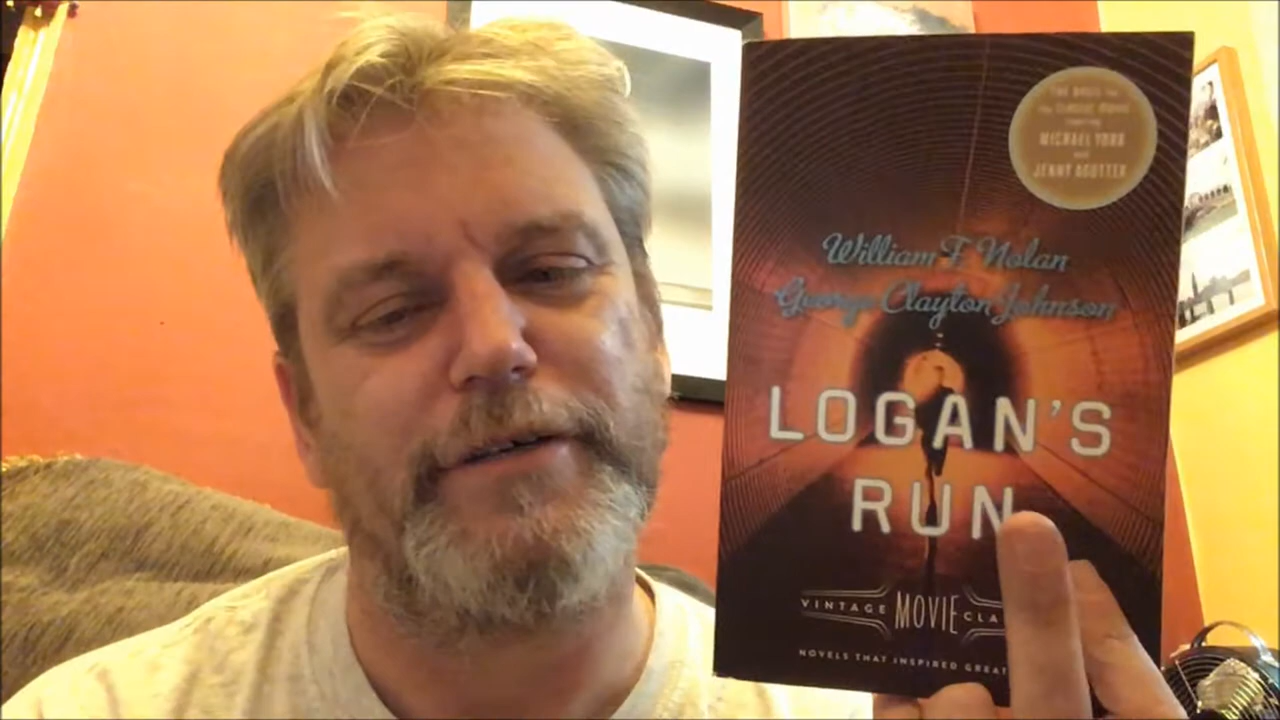 THE BASIS for
the CLASSIC MOVIE
starring
MICHAEL YORK
and
JENNY AGUTTER
William F. Nolan
George Clayton Johnson
LOGAN'S
RUN
VINTAGE MOVIE CLA
NOVELS THAT INSPIRED GREAT